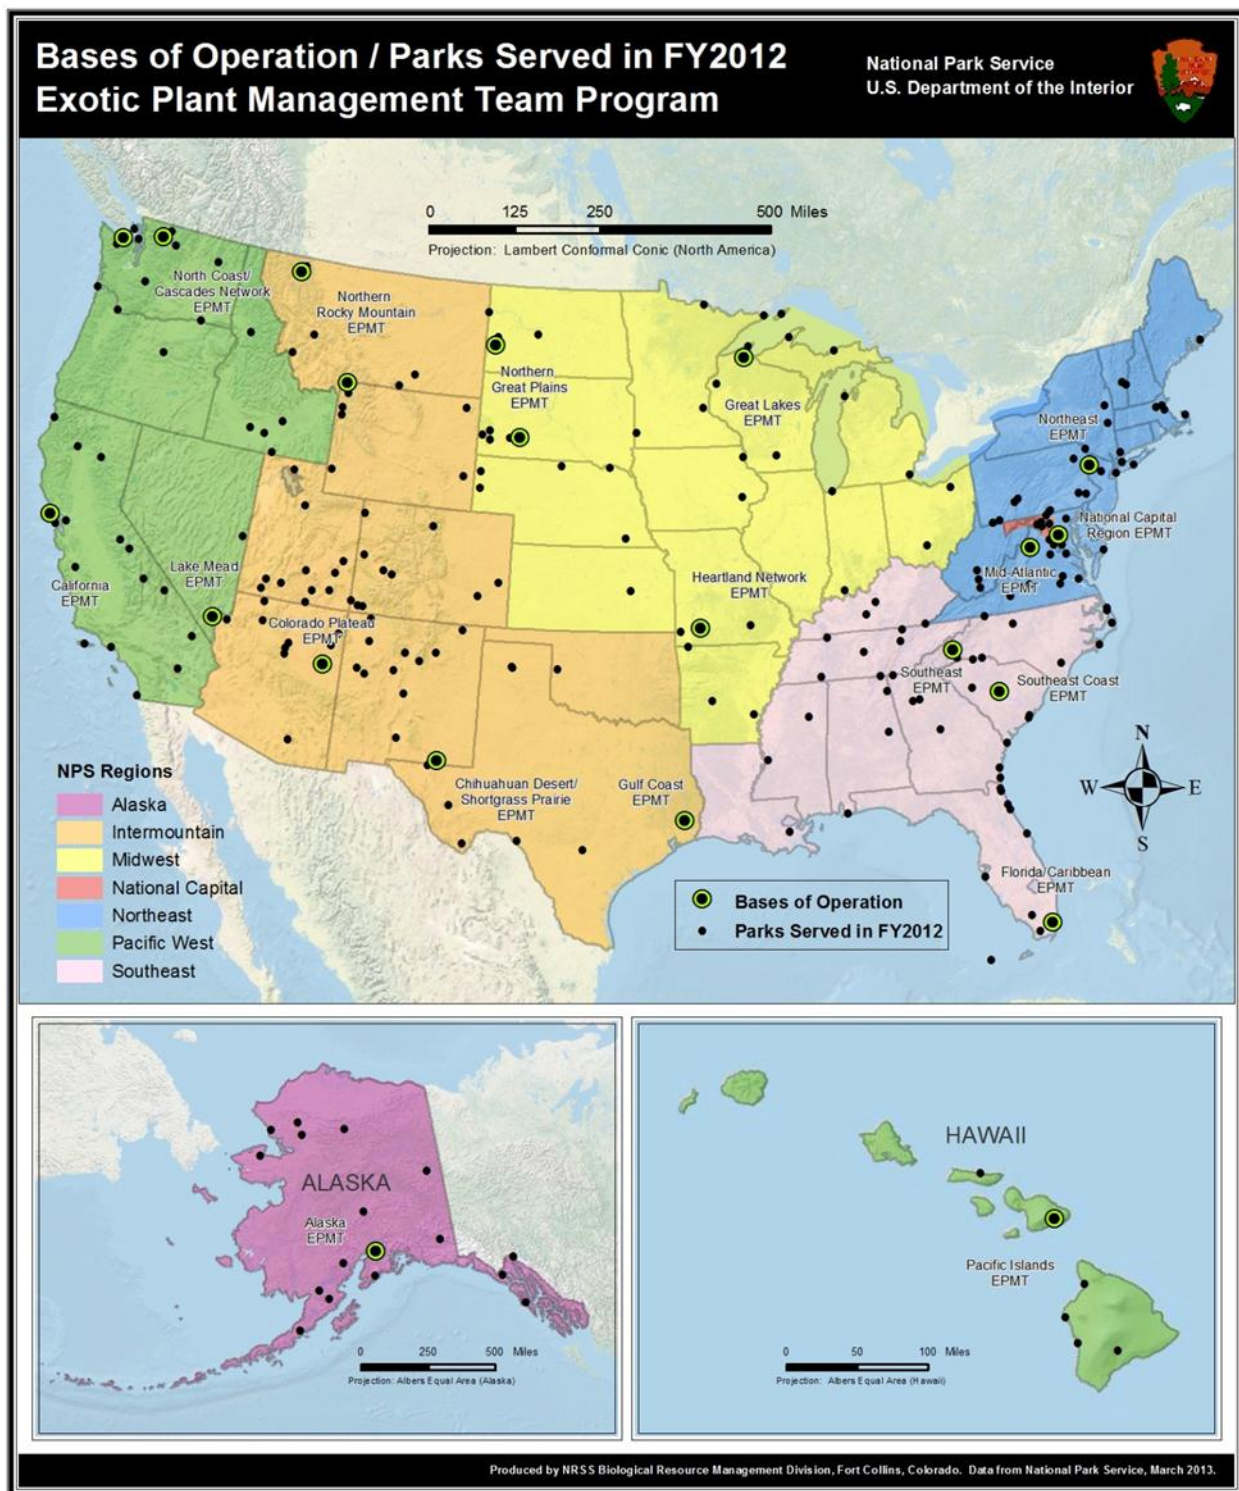 Bases of Operation / Parks Served in FY2012
Exotic Plant Management Team Program
National Park Service
U.S. Department of the Interior
0 125 250 500 Miles
Projection: Lambert Conformal Conic (North America)
North Coast/
Cascades Network
EPMT
Northern
Rocky Mountain
EPMT
Northern
Great Plains
EPMT
Great Lakes
EPMT
Northeast
EPMT
National Capital
Region EPMT
Mid-Atlantic
EPMT
Lake Mead
EPMT
California
EPMT
Heartland Network
EPMT
Colorado Plateau
EPMT
Southeast
EPMT
Southeast Coast
EPMT
Chihuahuan Desert/
Shortgrass Prairie
EPMT
Gulf Coast
EPMT
Florida/Caribbean
EPMT
N
W E
S
NPS Regions
Alaska
Intermountain
Midwest
National Capital
Northeast
Pacific West
Southeast
Bases of Operation
Parks Served in FY2012
ALASKA
Alaska
EPMT
0 250 500 Miles
Projection: Albers Equal Area (Alaska)
HAWAII
Pacific Islands
EPMT
0 50 100 Miles
Projection: Albers Equal Area (Hawaii)
Produced by NRSS Biological Resource Management Division, Fort Collins, Colorado. Data from National Park Service, March 2013.